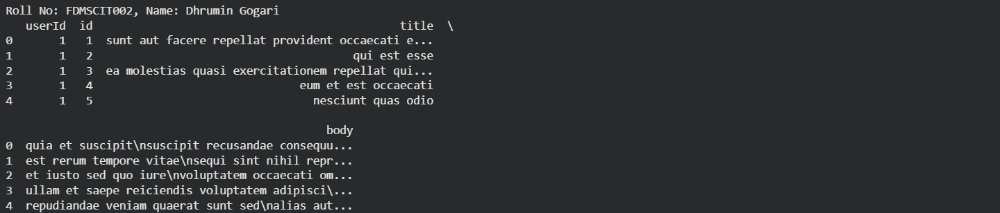 Roll No: FDMSCIT002, Name: Dhrumin Gogari
userId id title \
0 1 1 sunt aut facere repellat provident occaecati e...
1 1 2 qui est esse
2 1 3 ea molestias quasi exercitationem repellat qui...
3 1 4 eum et est occaecati
4 1 5 nesciunt quas odio
body
0 quia et suscipit\nsuscipit recusandae consequu...
1 est rerum tempore vitae\nsequi sint nihil repr...
2 et iusto sed quo iure\nvoluptatem occaecati om...
3 ullam et saepe reiciendis voluptatem adipisci\...
4 repudiandae veniam quaerat sunt sed\nalias aut...